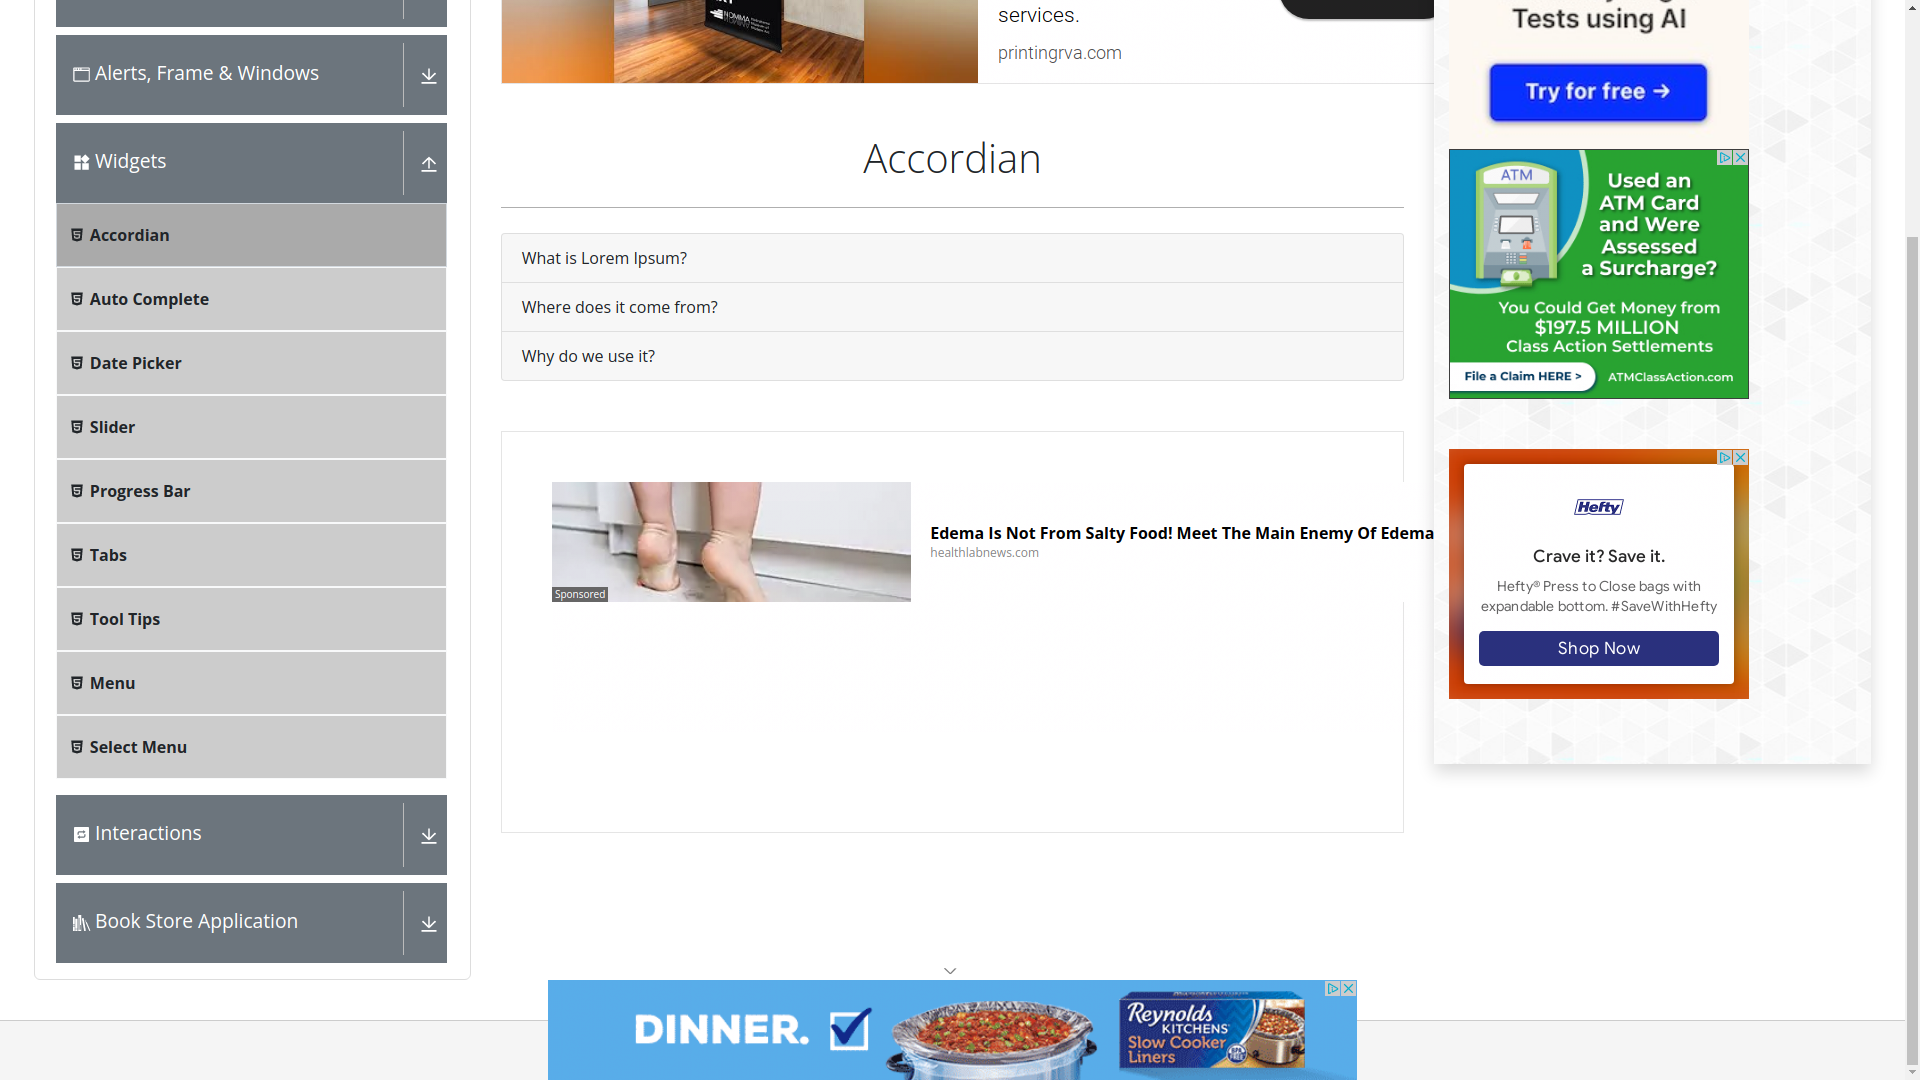 Alerts, Frame & Windows
Widgets
Accordian
Auto Complete
Date Picker
Slider
Progress Bar
Tabs
Tool Tips
Menu
Select Menu
Interactions
Book Store Application
HOMMA
services.
printingrva.com
Accordian
What is Lorem Ipsum?
Where does it come from?
Why do we use it?
Sponsored
Edema Is Not From Salty Food! Meet The Main Enemy Of Edema
healthlabnews.com
Tests using AI
Try for free →
ATM
Used an
ATM Card
and Were
Assessed
a Surcharge?
You Could Get Money from
$197.5 MILLION
Class Action Settlements
File a Claim HERE >
ATMClassAction.com
Hefty
Crave it? Save it.
Hefty® Press to Close bags with
expandable bottom. #SaveWithHefty
Shop Now
DINNER.
Reynolds
KITCHENS
Slow Cooker
Liners